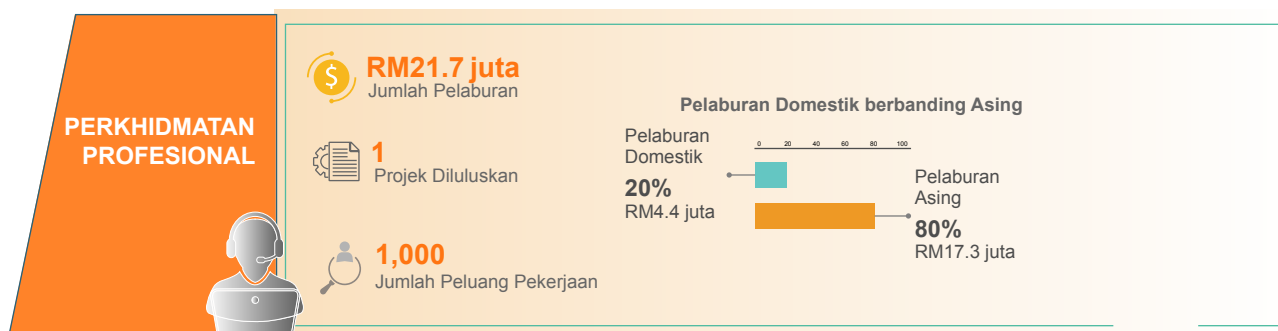 PERKHIDMATAN
PROFESIONAL
RM21.7 juta
Jumlah Pelaburan
1
Projek Diluluskan
1,000
Jumlah Peluang Pekerjaan
Pelaburan Domestik berbanding Asing
Pelaburan
Domestik
20%
RM4.4 juta
0 20 40 60 80 100
Pelaburan
Asing
80%
RM17.3 juta